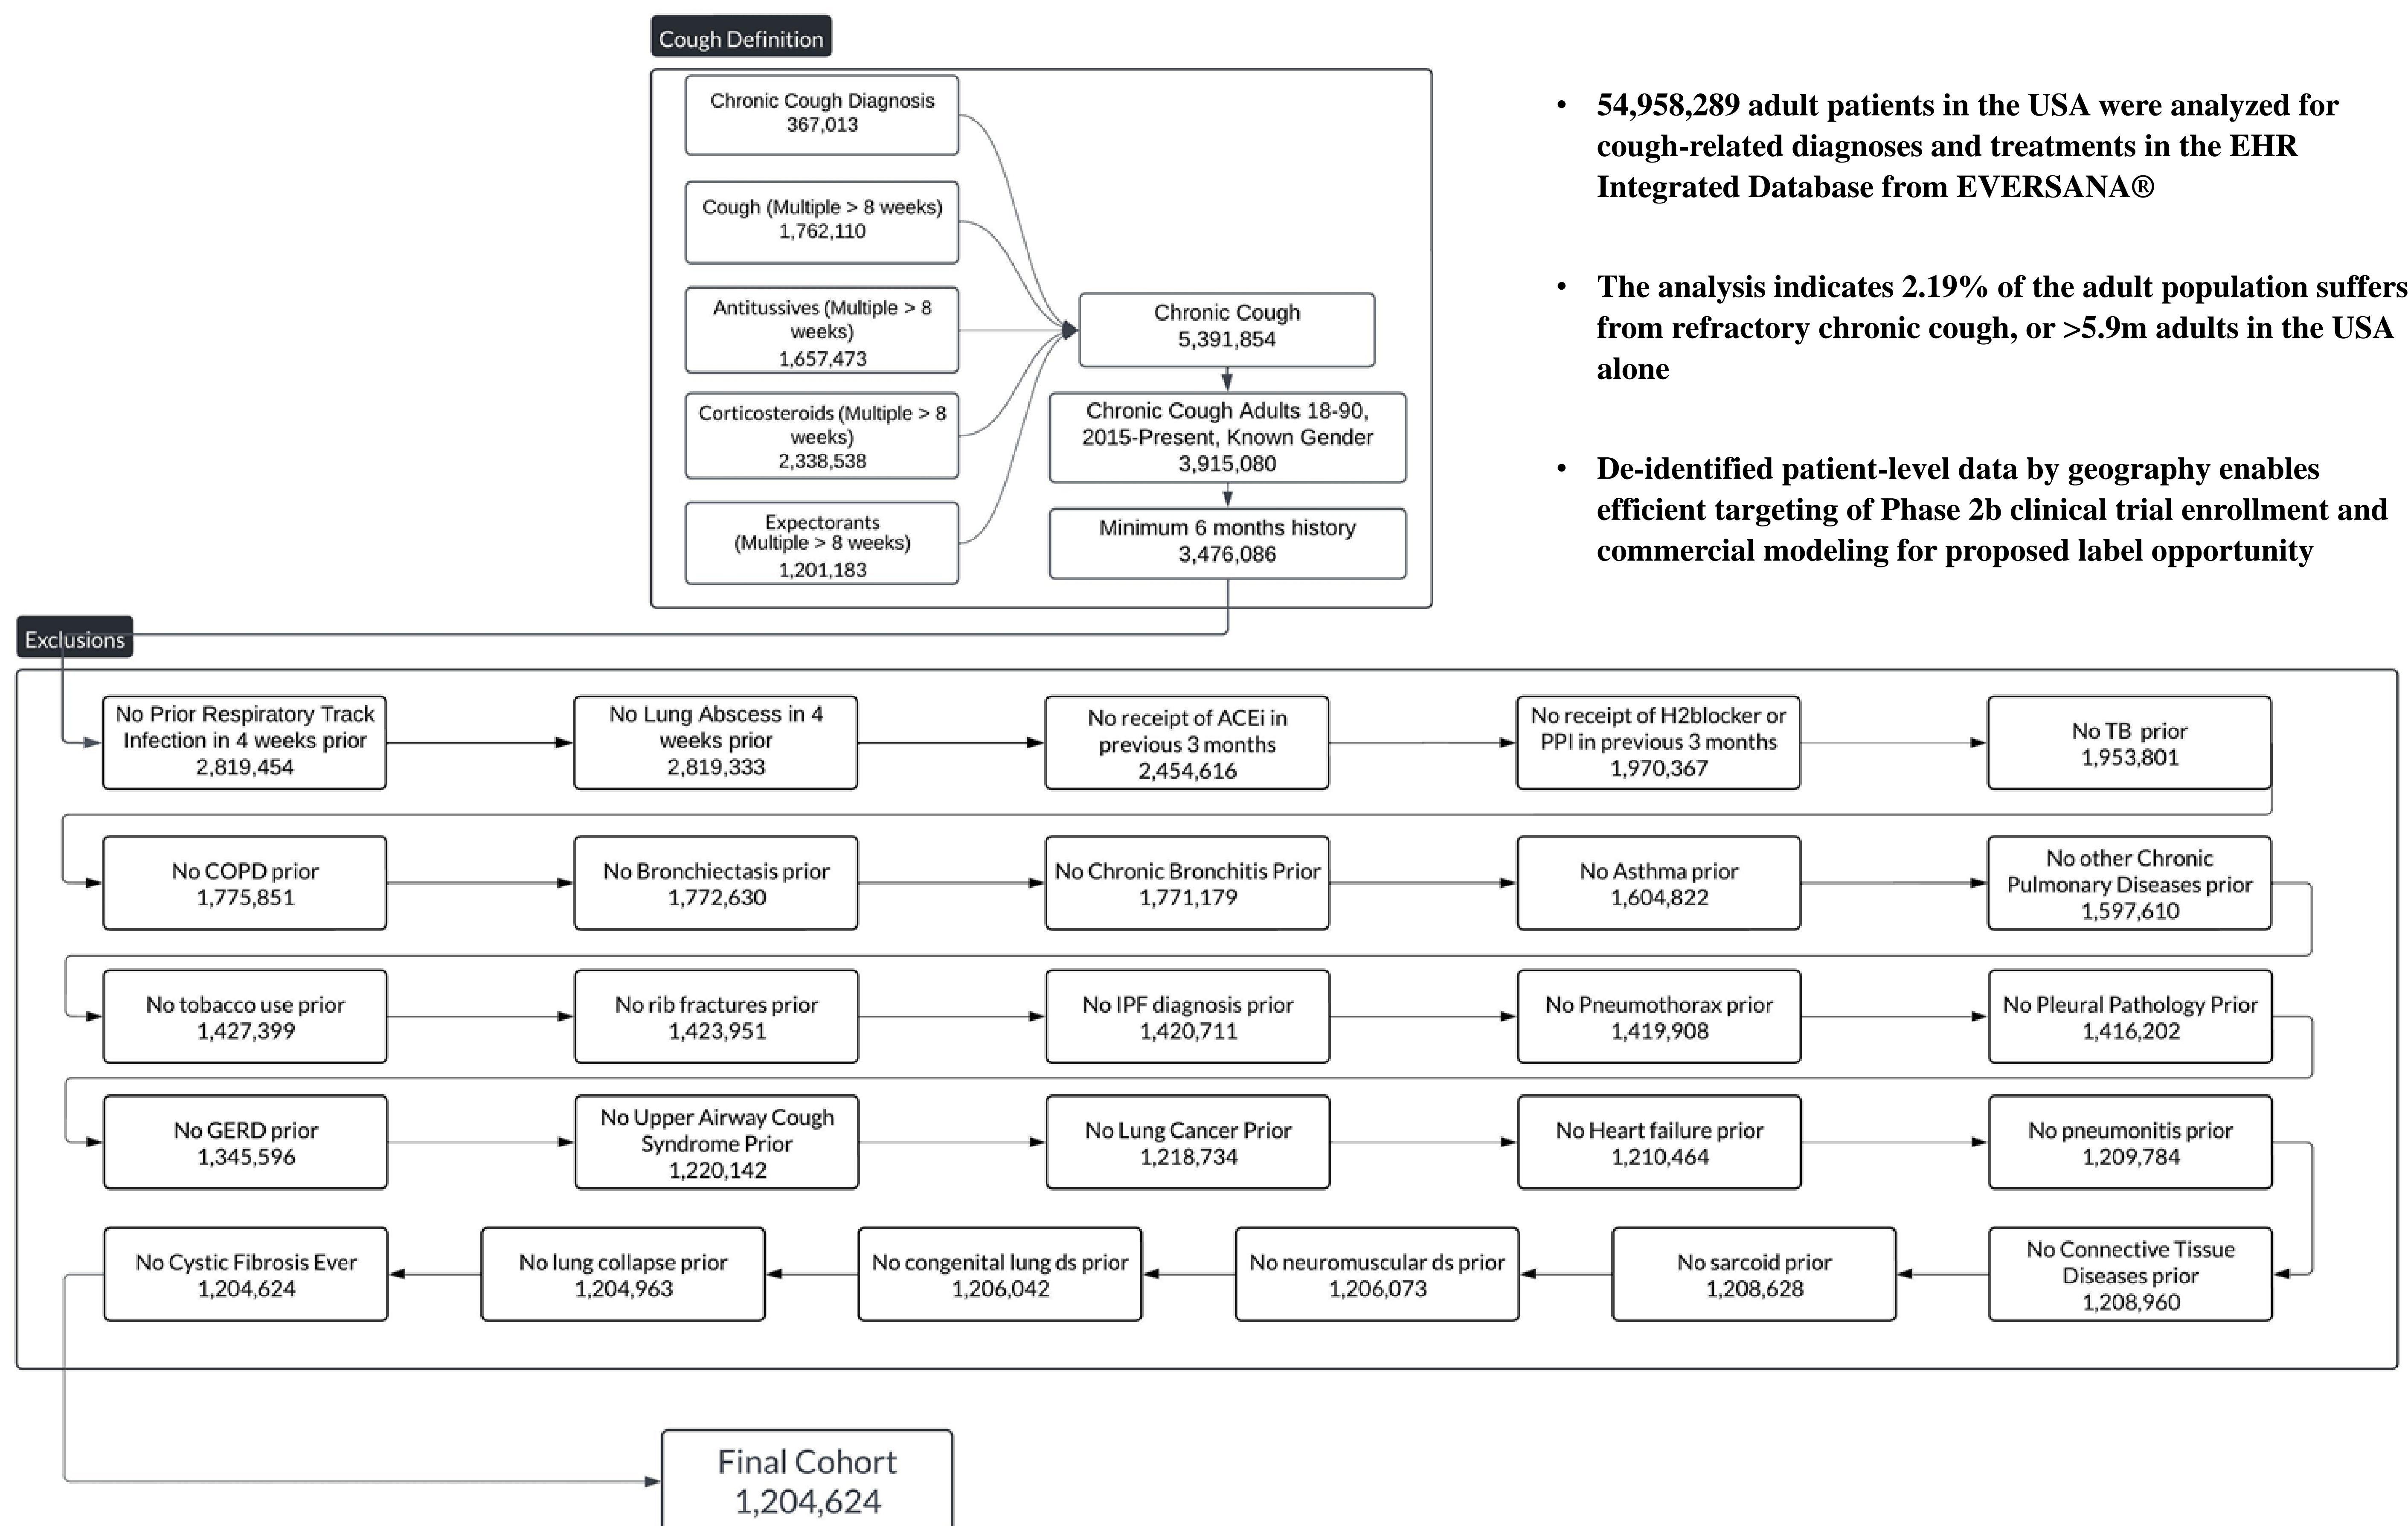 Cough Definition
Chronic Cough Diagnosis
367,013
Cough (Multiple > 8 weeks)
1,762,110
Antitussives (Multiple > 8
weeks)
1,657,473
Corticosteroids (Multiple > 8
weeks)
2,338,538
Expectorants
(Multiple > 8 weeks)
1,201,183
Chronic Cough
5,391,854
Chronic Cough Adults 18-90,
2015-Present, Known Gender
3,915,080
Minimum 6 months history
3,476,086
• 54,958,289 adult patients in the USA were analyzed for
cough-related diagnoses and treatments in the EHR
Integrated Database from EVERSANA®
• The analysis indicates 2.19% of the adult population suffers
from refractory chronic cough, or >5.9m adults in the USA
alone
• De-identified patient-level data by geography enables
efficient targeting of Phase 2b clinical trial enrollment and
commercial modeling for proposed label opportunity
Exclusions
No Prior Respiratory Track
Infection in 4 weeks prior
2,819,454
No Lung Abscess in 4
weeks prior
2,819,333
No receipt of ACEi in
previous 3 months
2,454,616
No receipt of H2blocker or
PPI in previous 3 months
1,970,367
No TB prior
1,953,801
No COPD prior
1,775,851
No Bronchiectasis prior
1,772,630
No Chronic Bronchitis Prior
1,771,179
No Asthma prior
1,604,822
No other Chronic
Pulmonary Diseases prior
1,597,610
No tobacco use prior
1,427,399
No rib fractures prior
1,423,951
No IPF diagnosis prior
1,420,711
No Pneumothorax prior
1,419,908
No Pleural Pathology Prior
1,416,202
No GERD prior
1,345,596
No Upper Airway Cough
Syndrome Prior
1,220,142
No Lung Cancer Prior
1,218,734
No Heart failure prior
1,210,464
No pneumonitis prior
1,209,784
No Cystic Fibrosis Ever
1,204,624
No lung collapse prior
1,204,963
No congenital lung ds prior
1,206,042
No neuromuscular ds prior
1,206,073
No sarcoid prior
1,208,628
No Connective Tissue
Diseases prior
1,208,960
Final Cohort
1,204,624